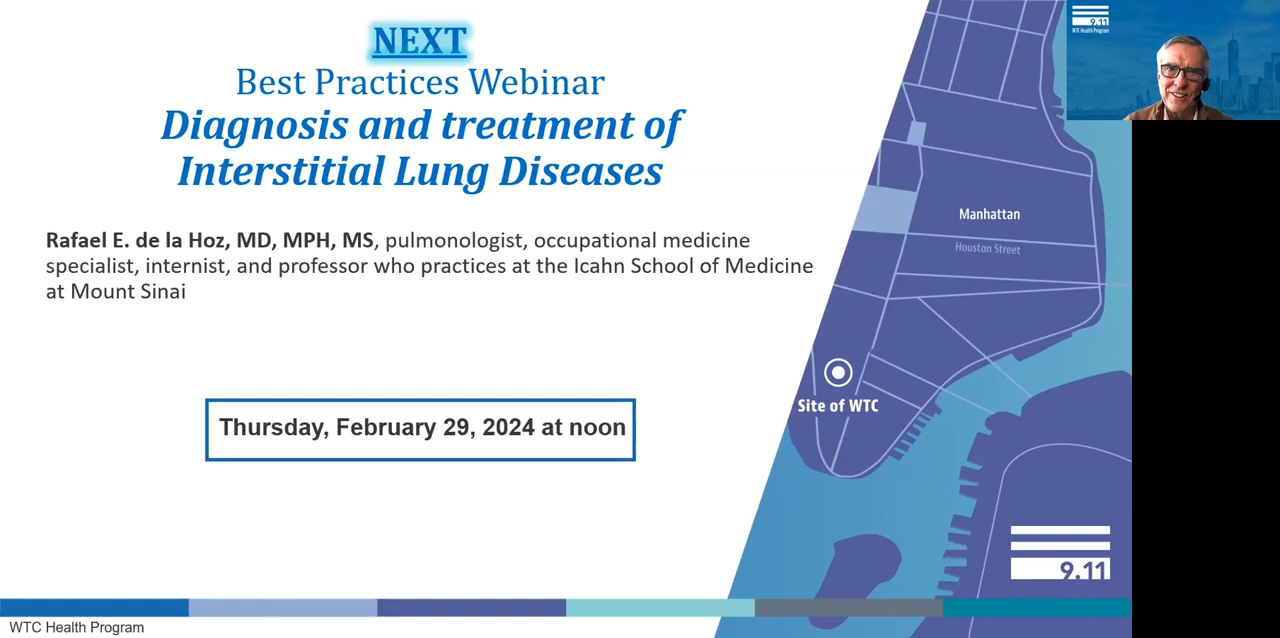 NEXT
Best Practices Webinar
Diagnosis and treatment of
Interstitial Lung Diseases
Rafael E. de la Hoz, MD, MPH, MS, pulmonologist, occupational medicine
specialist, internist, and professor who practices at the Icahn School of Medicine
at Mount Sinai
Thursday, February 29, 2024 at noon
Manhattan
Houston Street
Site of WTC
9.11
WTC Health Program
9.11
WTC Health Program